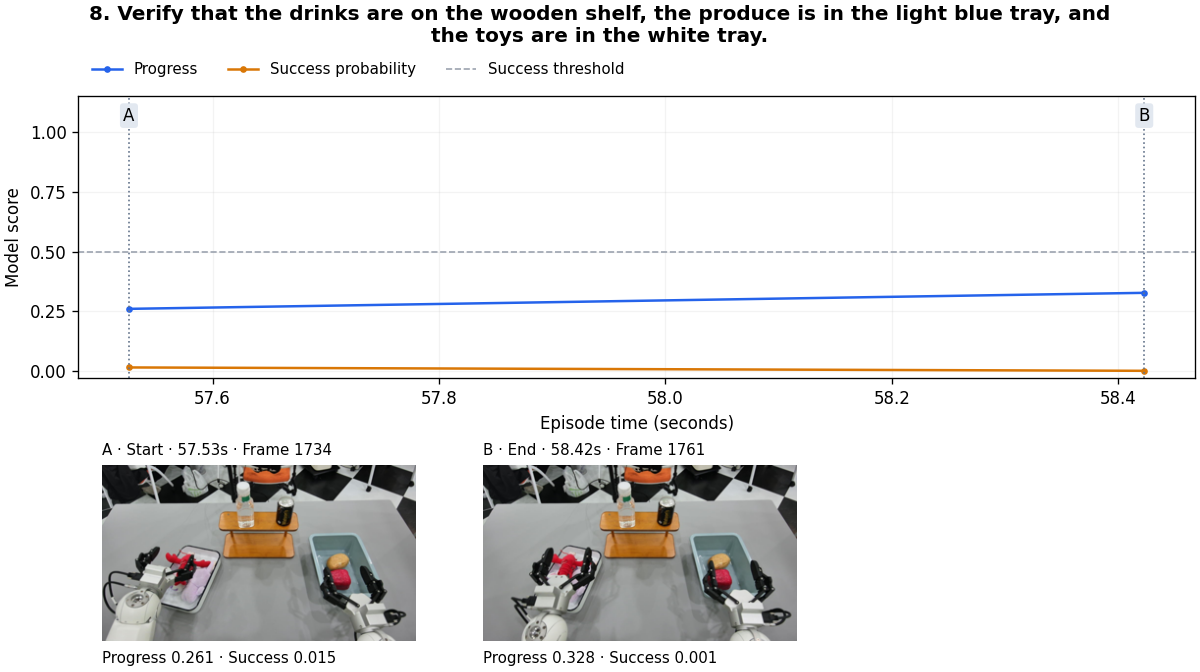 8. Verify that the drinks are on the wooden shelf, the produce is in the light blue tray, and
the toys are in the white tray.
Progress
Success probability
Success threshold
A
B
1.00
0.75
0.50
0.25
0.00
Model score
57.6
57.8
58.0
58.2
58.4
Episode time (seconds)
A · Start · 57.53s · Frame 1734
B · End · 58.42s · Frame 1761
Progress 0.261 · Success 0.015
Progress 0.328 · Success 0.001